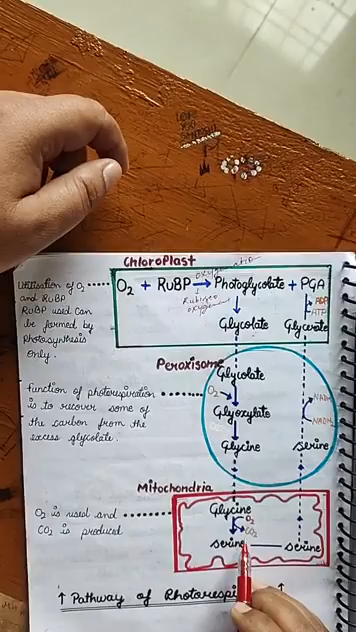 Chloroplast
oxygenatio
O₂ + RuBP → Photoglycolate + PGA
Rubisco
oxygenase
ADP
ATP
Glycolate Glycerate
Utilisation of O₂
and RuBP
RuBP used can
be formed by
Photosynthesis
only.
Peroxisome
Glycolate
O₂
Glyoxylate
NADH
Glycine serine
function of photorespiration
is to recover some of
the carbon from the
excess glycolate.
Mitochondria
Glycine
O₂
CO₂
serine serine
O₂ is used and
CO₂ is produced
↑ Pathway of Photorespi ↑